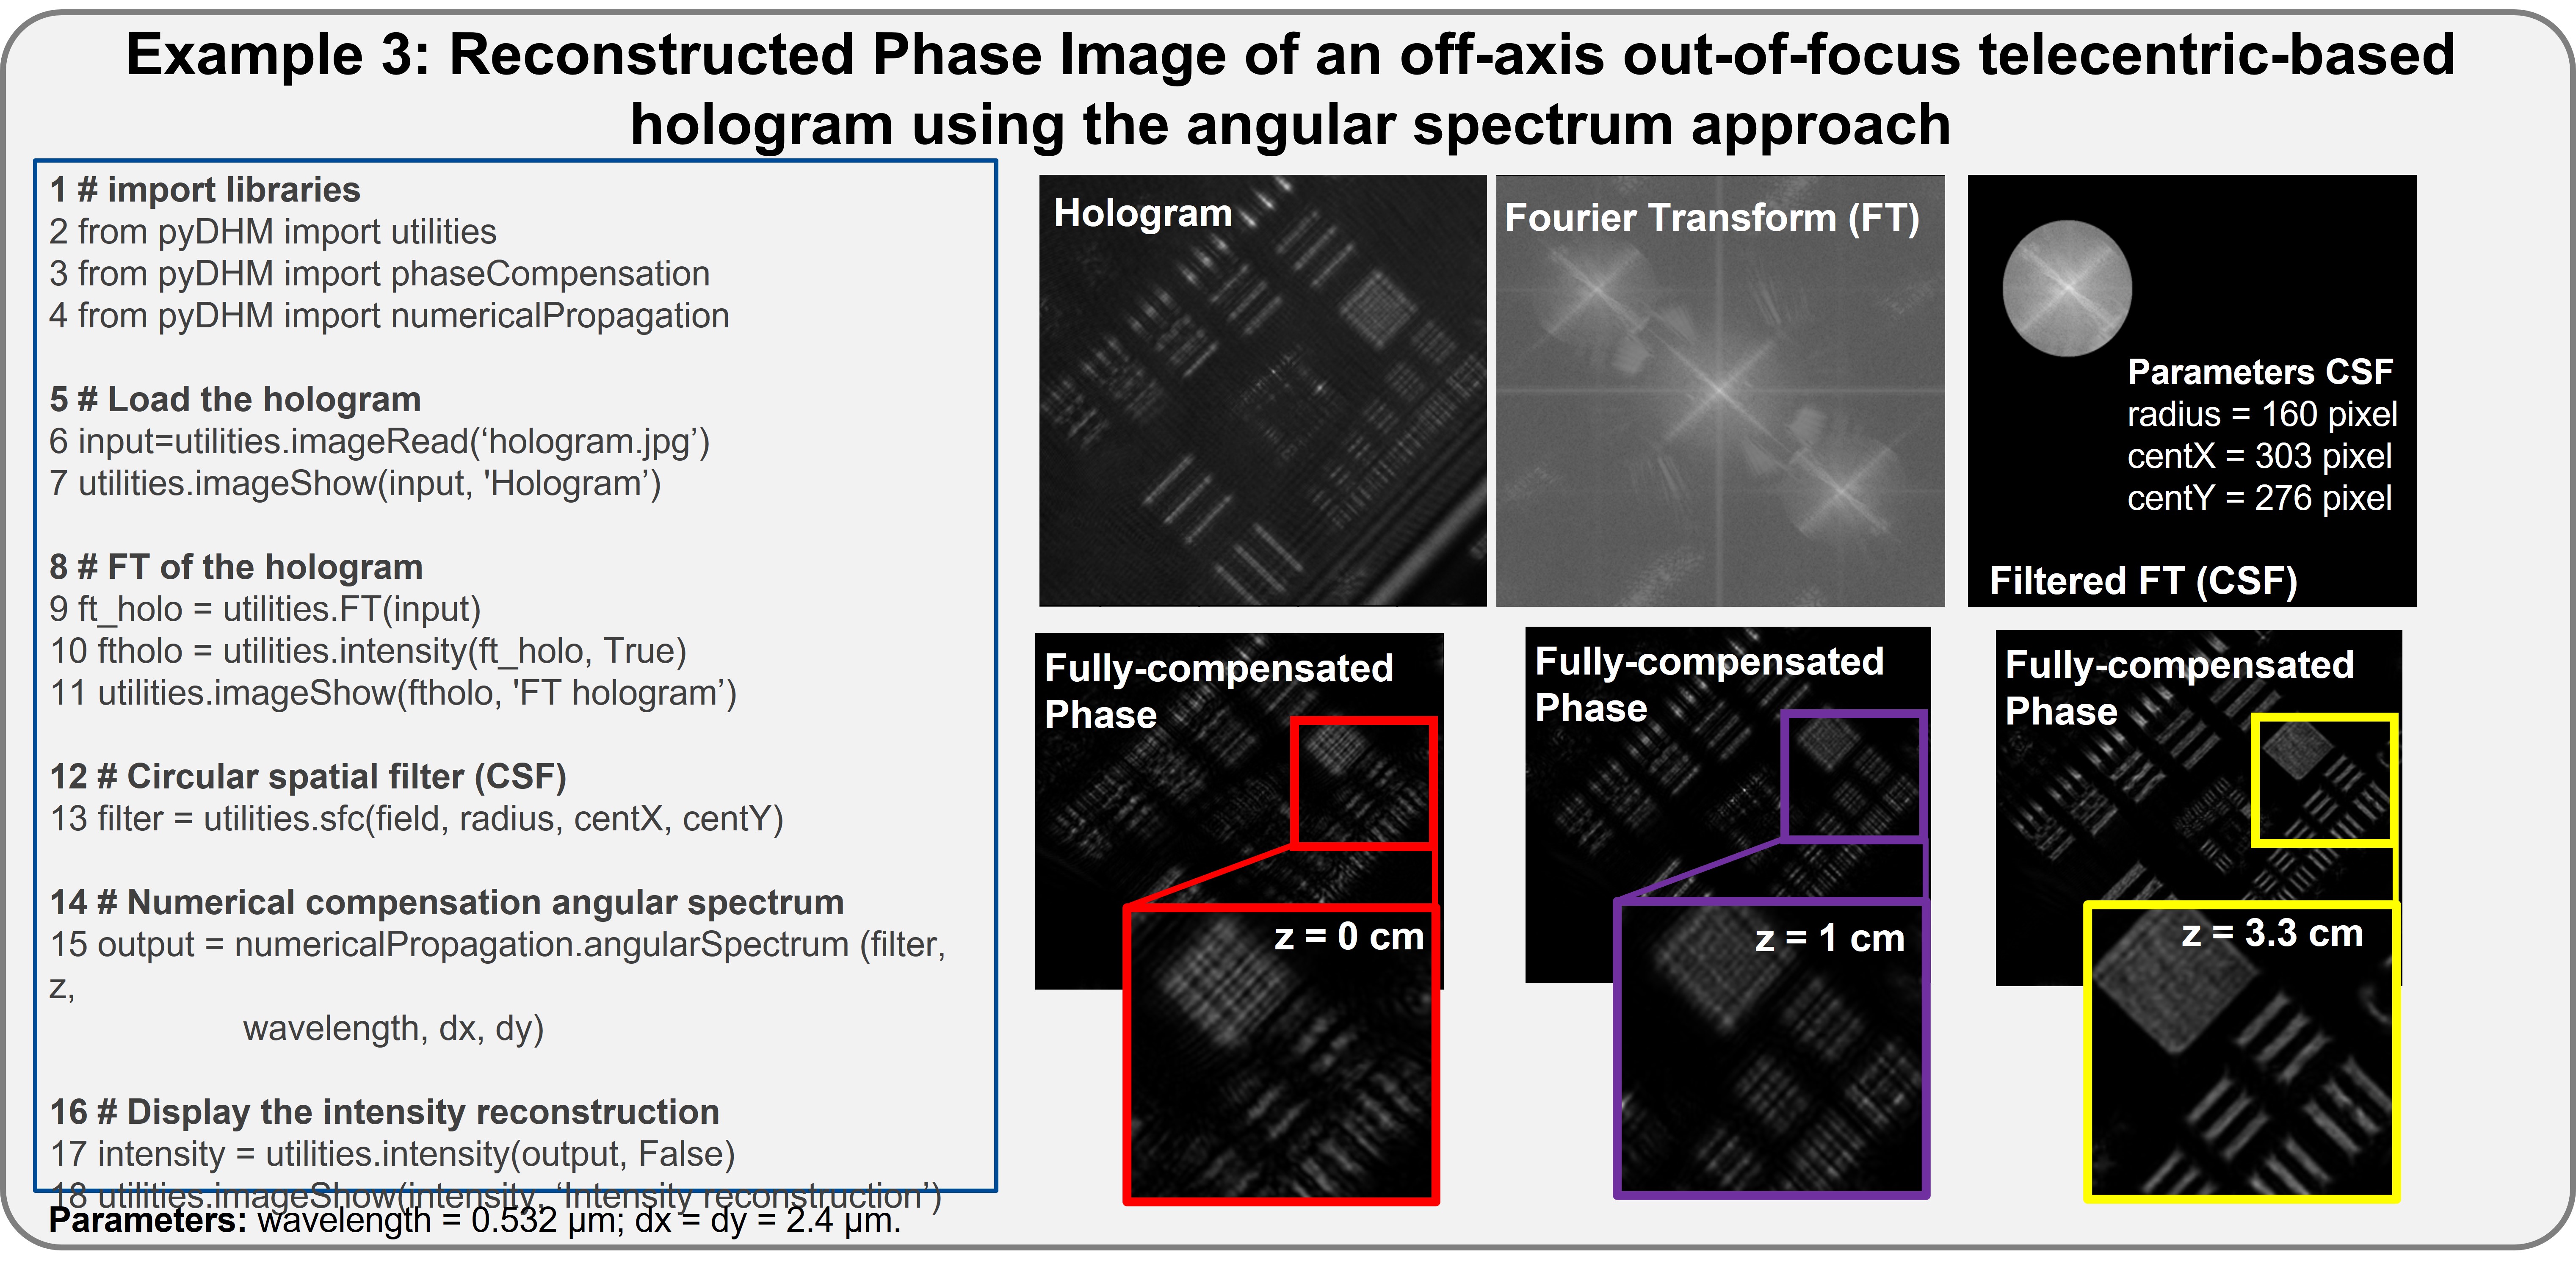 Example 3: Reconstructed Phase Image of an off-axis out-of-focus telecentric-based
hologram using the angular spectrum approach
1 # import libraries
2 from pyDHM import utilities
3 from pyDHM import phaseCompensation
4 from pyDHM import numericalPropagation
5 # Load the hologram
6 input=utilities.imageRead(‘hologram.jpg’)
7 utilities.imageShow(input, 'Hologram’)
8 # FT of the hologram
9 ft_holo = utilities.FT(input)
10 ftholo = utilities.intensity(ft_holo, True)
11 utilities.imageShow(ftholo, 'FT hologram’)
12 # Circular spatial filter (CSF)
13 filter = utilities.sfc(field, radius, centX, centY)
14 # Numerical compensation angular spectrum
15 output = numericalPropagation.angularSpectrum (filter,
z,
wavelength, dx, dy)
16 # Display the intensity reconstruction
17 intensity = utilities.intensity(output, False)
18 utilities.imageShow(intensity, ‘Intensity reconstruction’)
Parameters: wavelength = 0.532 μm; dx = dy = 2.4 μm.
Hologram
Fourier Transform (FT)
Parameters CSF
radius = 160 pixel
centX = 303 pixel
centY = 276 pixel
Filtered FT (CSF)
Fully-compensated
Phase
z = 0 cm
Fully-compensated
Phase
z = 1 cm
Fully-compensated
Phase
z = 3.3 cm